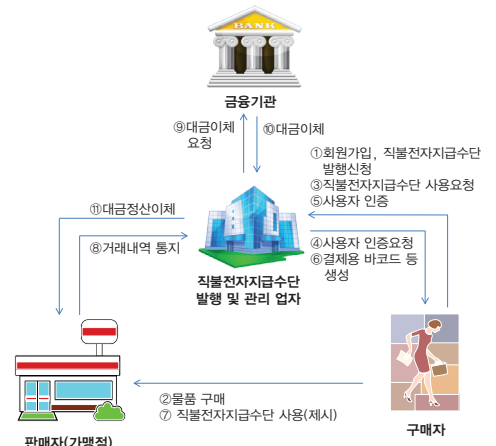 BANK
금융기관
⑨대금이체
요청
⑩대금이체
①회원가입, 직불전자지급수단
발행신청
③직불전자지급수단 사용요청
⑤사용자 인증
⑪대금정산이체
⑧거래내역 통지
④사용자 인증요청
⑥결제용 바코드 등
생성
직불전자지급수단
발행 및 관리 업자
②물품 구매
⑦ 직불전자지급수단 사용(제시)
구매자
판매자(가맹점)